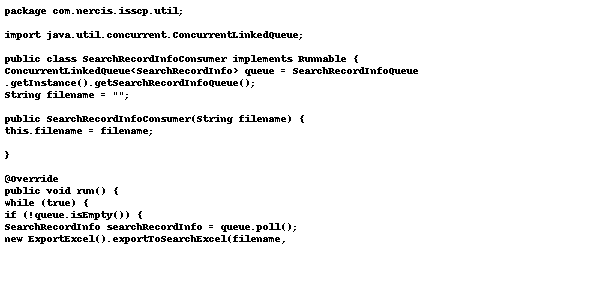 package com.nercis.isscp.util;
import java.util.concurrent.ConcurrentLinkedQueue;
public class SearchRecordInfoConsumer implements Runnable {
ConcurrentLinkedQueue<SearchRecordInfo> queue = SearchRecordInfoQueue
.getInstance().getSearchRecordInfoQueue();
String filename = "";
public SearchRecordInfoConsumer(String filename) {
this.filename = filename;
}
@Override
public void run() {
while (true) {
if (!queue.isEmpty()) {
SearchRecordInfo searchRecordInfo = queue.poll();
new ExportExcel().exportToSearchExcel(filename,